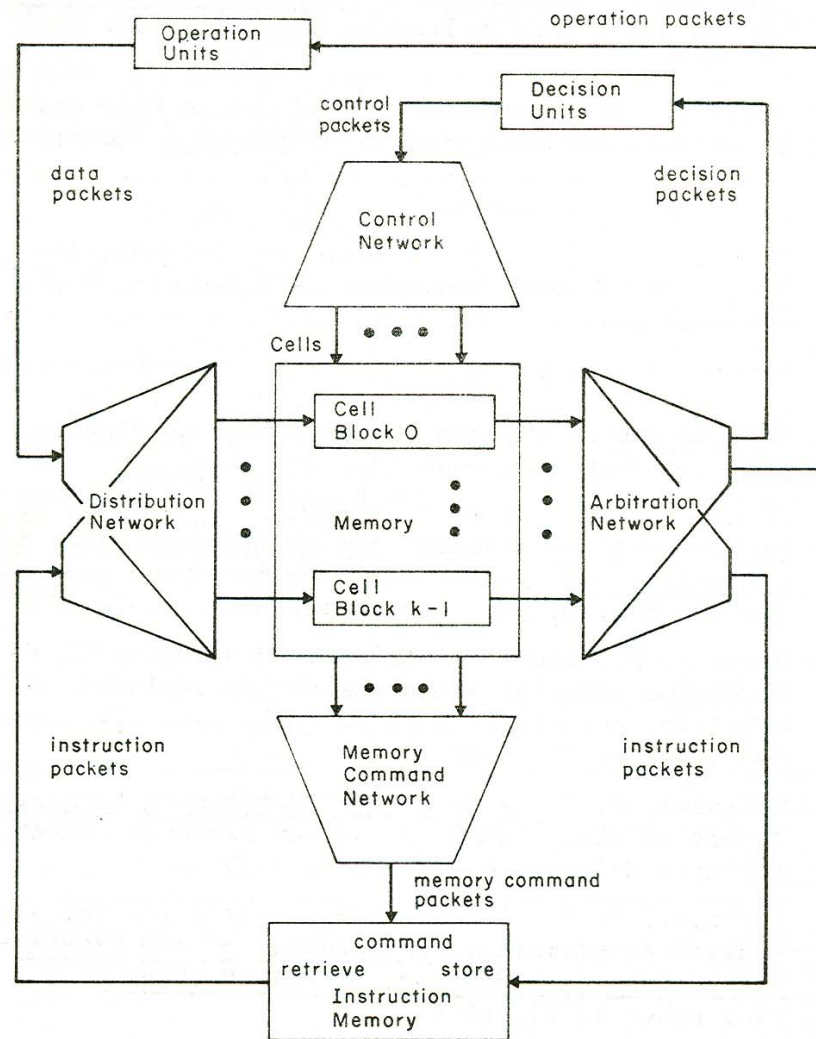 operation packets
Operation
Units
Decision
Units
control
packets
data
packets
decision
packets
Control
Network
Cells
Cell
Block 0
Distribution
Network
Memory
Arbitration
Network
Cell
Block k-1
instruction
packets
Memory
Command
Network
instruction
packets
memory command
packets
command
retrieve store
Instruction
Memory